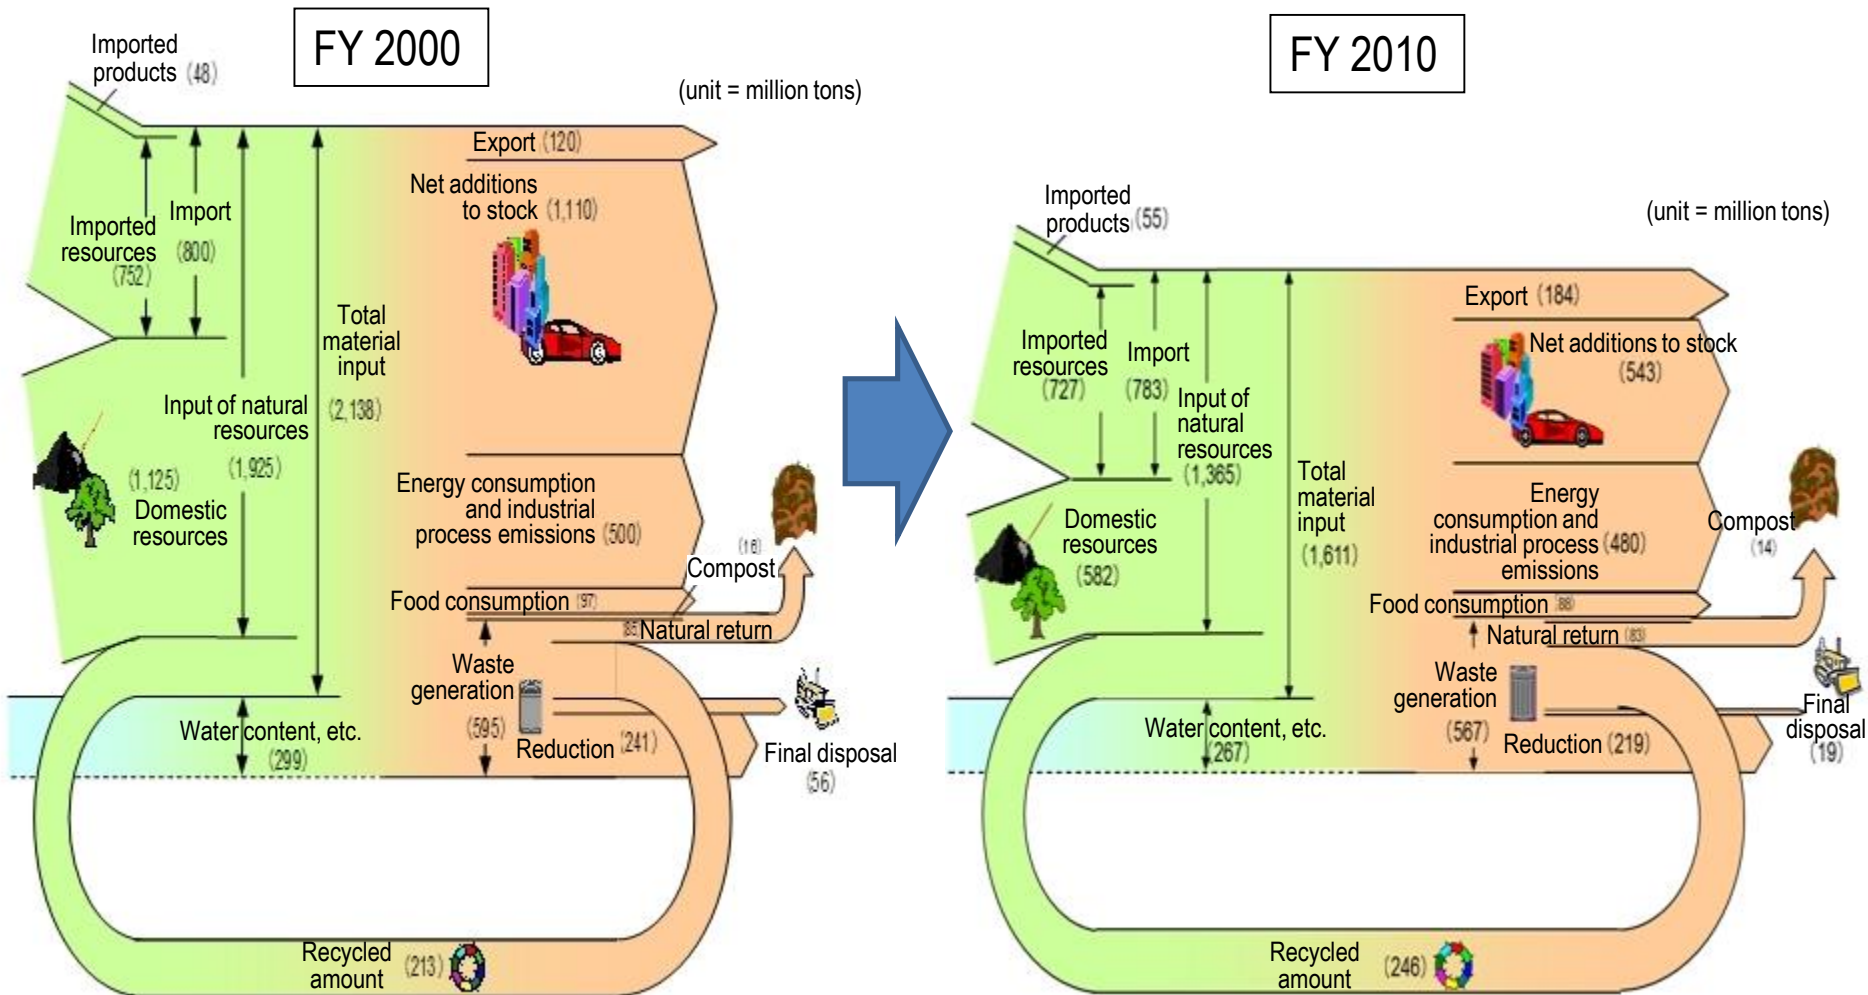 FY 2000
(unit = million tons)
Imported
products (48)
Imported
resources
(752)
Import
(800)
Input of natural
resources
(1,925)
Total
material
input
(2,138)
(1,125)
Domestic
resources
Water content, etc.
(299)
Export (120)
Net additions
to stock (1,110)
Energy consumption
and industrial
process emissions (500)
(16)
Compost
Food consumption (97)
(85) Natural return
Waste
generation
(595)
Reduction (241)
Final disposal
(56)
Recycled
amount (213)
FY 2010
(unit = million tons)
Imported
products (55)
Imported
resources
(727)
Import
(783)
Input of
natural
resources
(1,365)
Total
material
input
(1,611)
Domestic
resources
(582)
Water content, etc.
(267)
Export (184)
Net additions to stock
(543)
Energy
consumption and
industrial process (480)
emissions
Compost
(14)
Food consumption (88)
Natural return (83)
Waste
generation
(567)
Reduction (219)
Final
disposal
(19)
Recycled
amount (246)